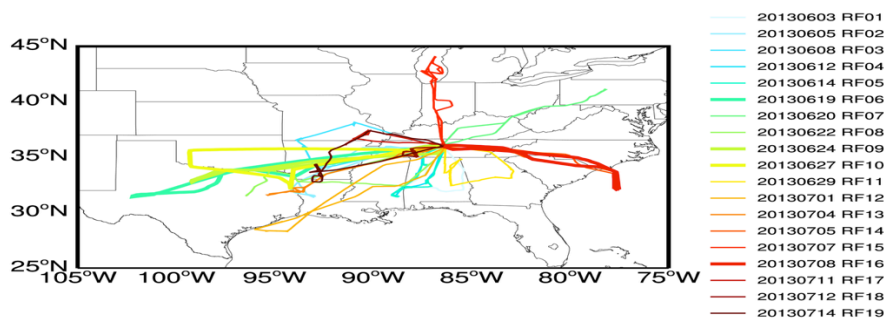 45°N
40°N
35°N
30°N
25°N
105°W 100°W 95°W 90°W 85°W 80°W 75°W
20130603 RF01
20130605 RF02
20130608 RF03
20130612 RF04
20130614 RF05
20130619 RF06
20130620 RF07
20130622 RF08
20130624 RF09
20130627 RF10
20130629 RF11
20130701 RF12
20130704 RF13
20130705 RF14
20130707 RF15
20130708 RF16
20130711 RF17
20130712 RF18
20130714 RF19